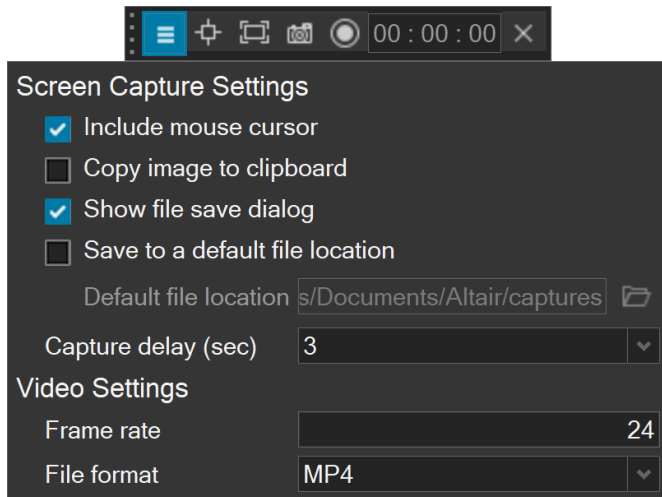 00 : 00 : 00
Screen Capture Settings
Include mouse cursor
Copy image to clipboard
Show file save dialog
Save to a default file location
Default file location s/Documents/Altair/captures
Capture delay (sec) 3
Video Settings
Frame rate 24
File format MP4